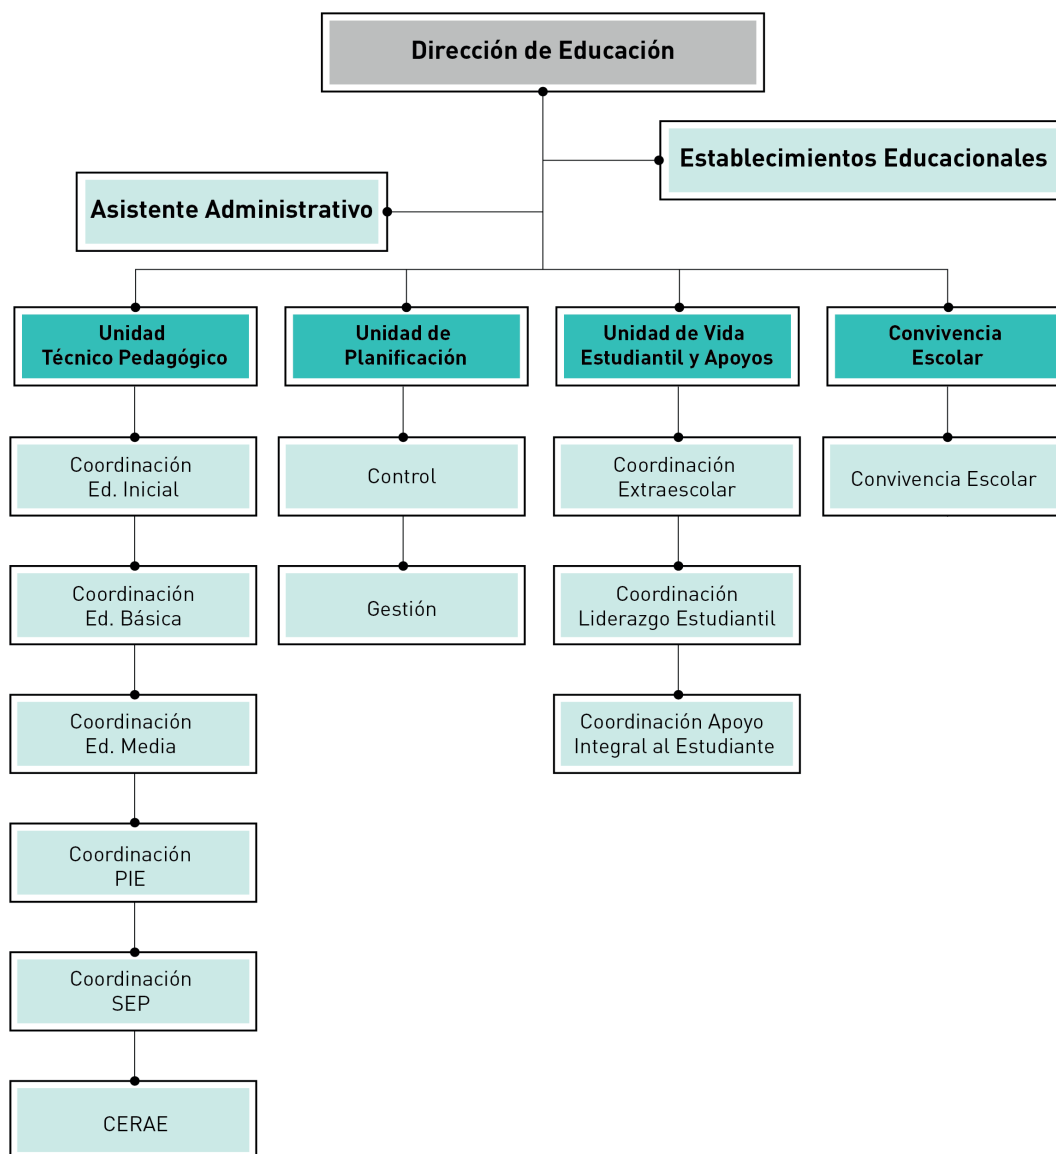 Dirección de Educación
Establecimientos Educacionales
Asistente Administrativo
Unidad
Técnico Pedagógico
Unidad de
Planificación
Unidad de Vida
Estudiantil y Apoyos
Convivencia
Escolar
Coordinación
Ed. Inicial
Control
Coordinación
Extraescolar
Convivencia Escolar
Coordinación
Ed. Básica
Gestión
Coordinación
Liderazgo Estudiantil
Coordinación
Ed. Media
Coordinación Apoyo
Integral al Estudiante
Coordinación
PIE
Coordinación
SEP
CERAE